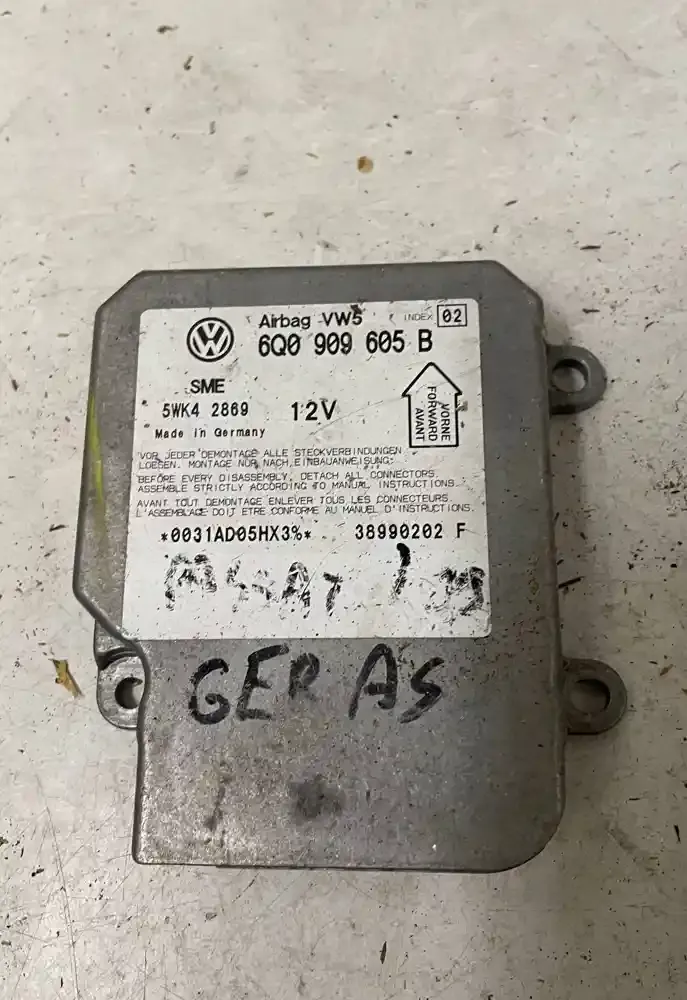 Airbag VW5 INDEX 02
6Q0 909 605 B
SME
5WK4 2869 12V
Made in Germany
VORNE
FORWARD
AVANT
VOR JEDER DEMONTAGE ALLE STECKVERBINDUNGEN
LOESEN. MONTAGE NUR NACH EINBAUANWEISUNG.
BEFORE EVERY DISASSEMBLY, DETACH ALL CONNECTORS.
ASSEMBLE STRICTLY ACCORDING TO MANUAL INSTRUCTIONS.
AVANT TOUT DEMONTAGE ENLEVER TOUS LES CONNECTEURS.
L'ASSEMBLAGE DOIT ETRE CONFORME AU MANUEL D'INSTRUCTIONS.
*0031AD05HX3%* 38990202 F
GERAS